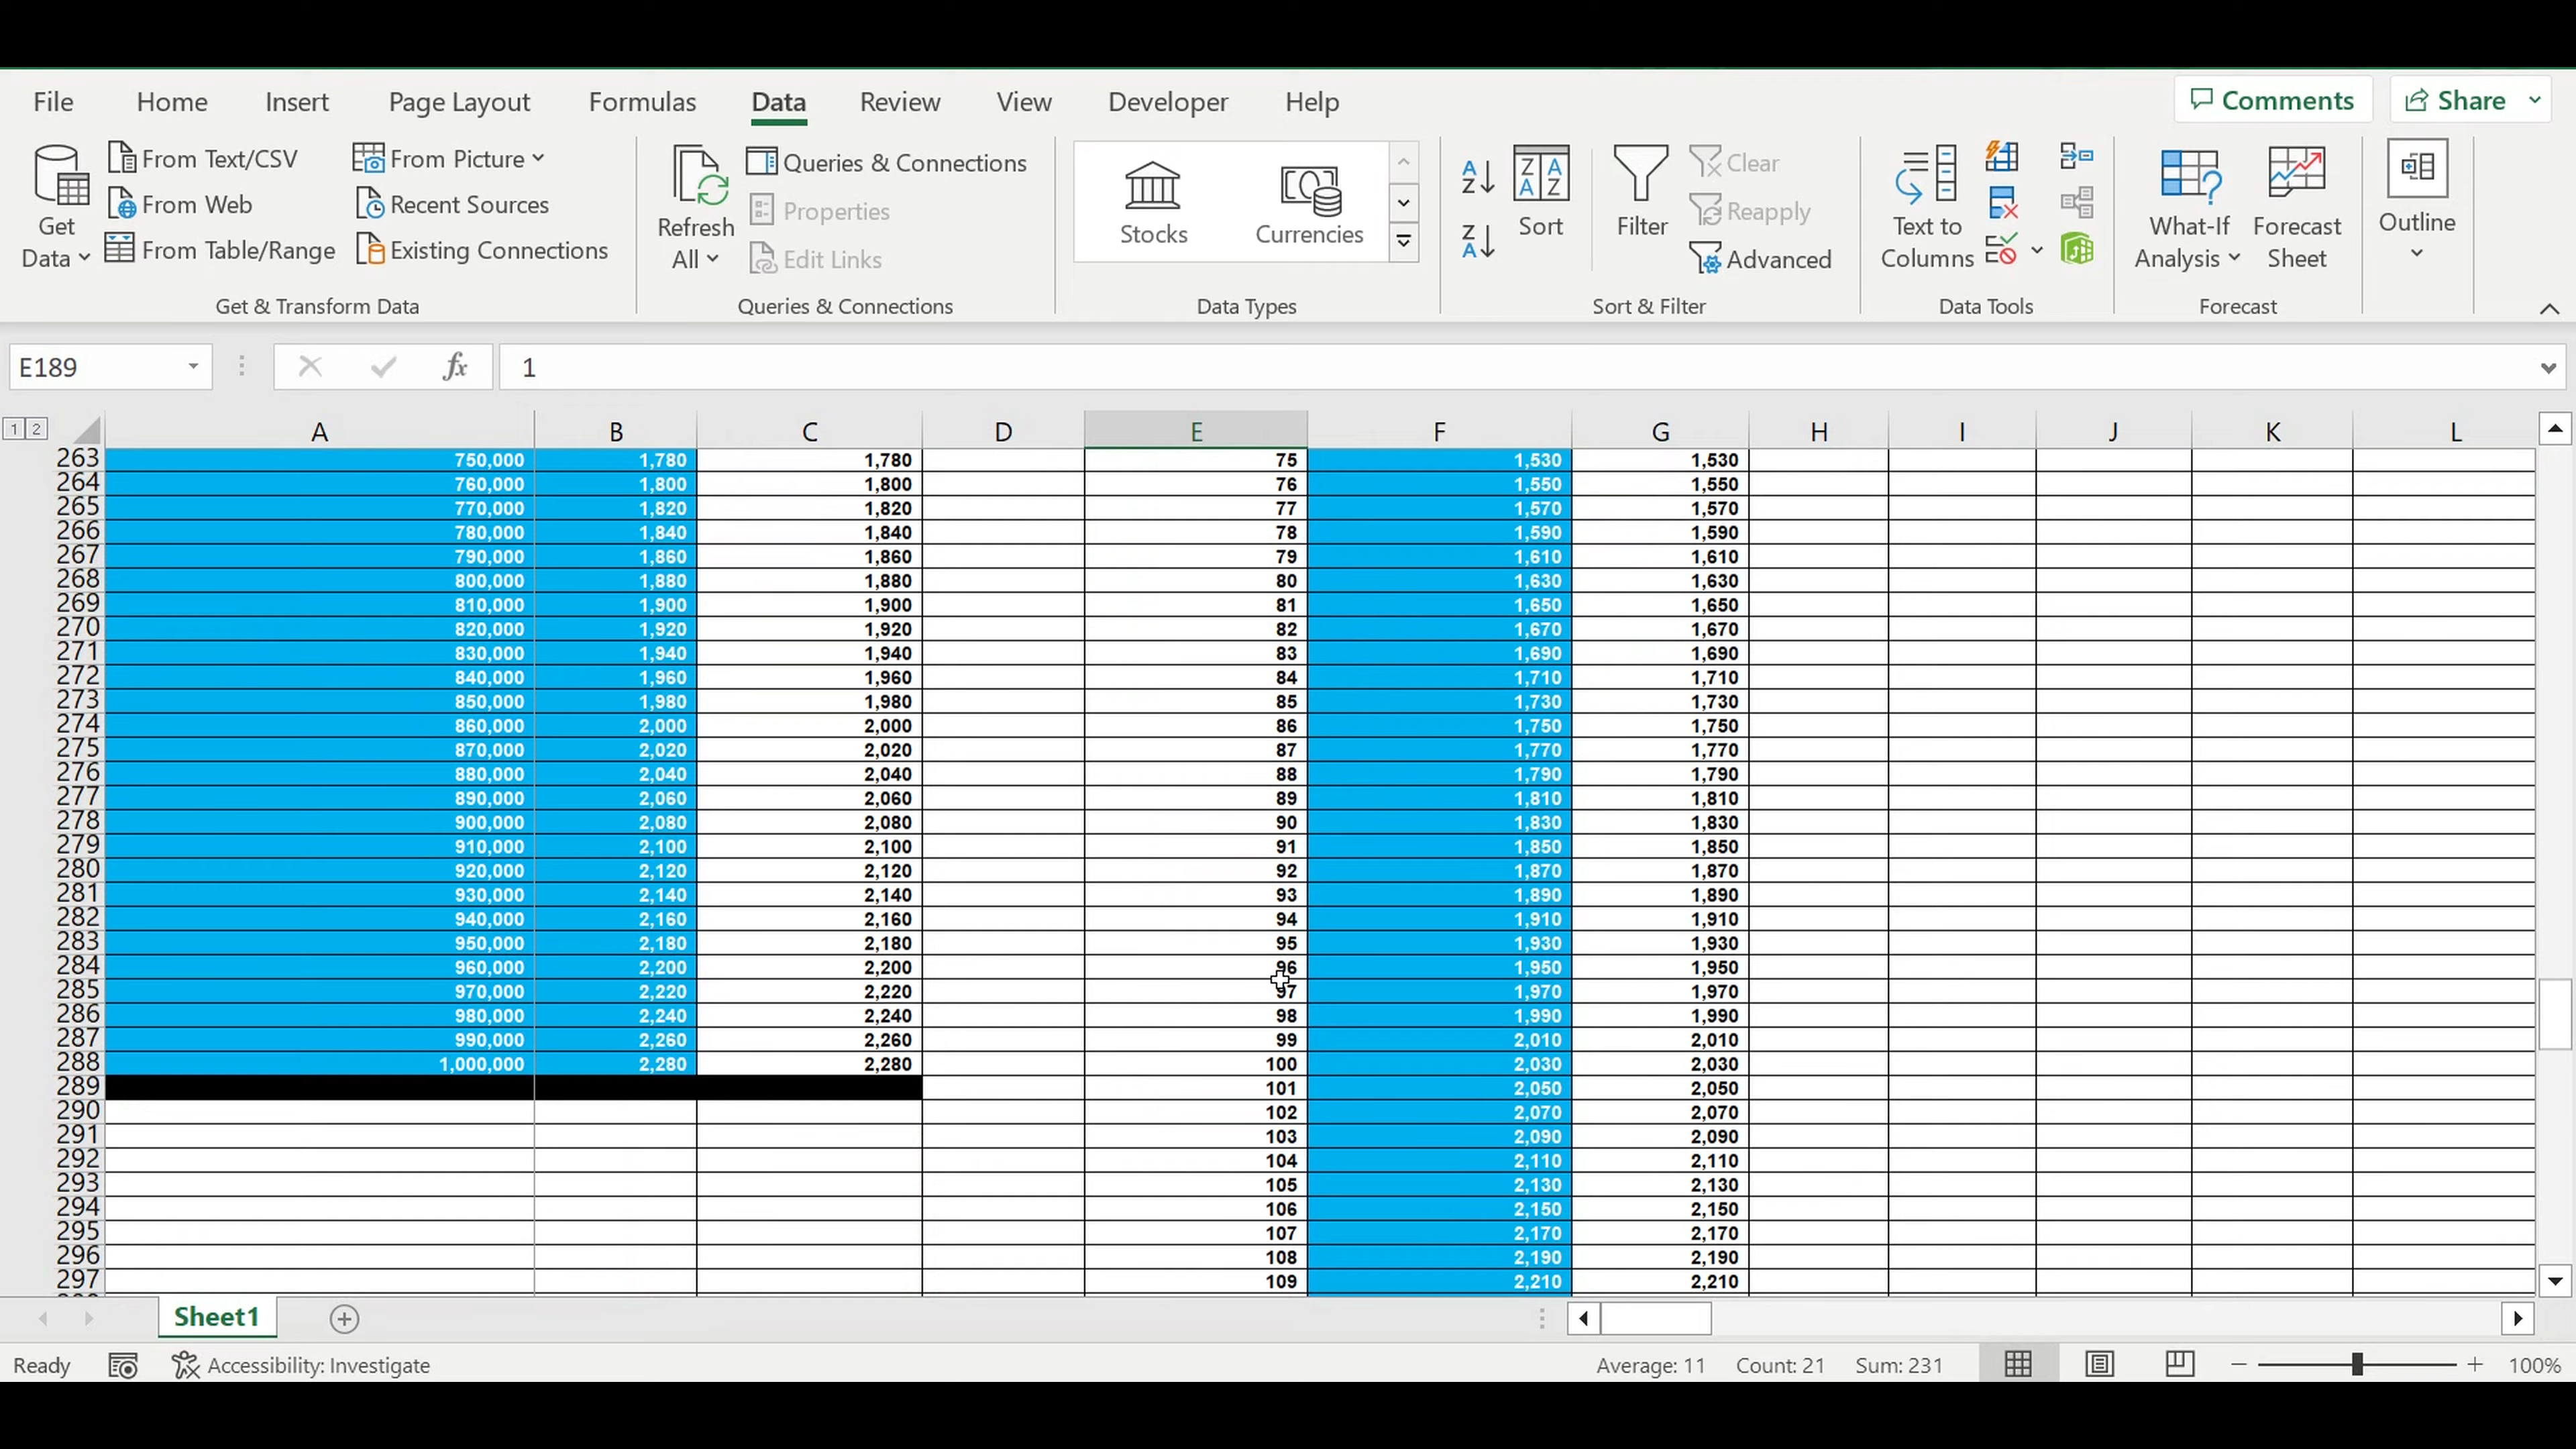 File Home Insert Page Layout Formulas Data Review View Developer Help Comments Share
Get Data
From Text/CSV
From Web
From Table/Range
From Picture
Recent Sources
Existing Connections
Get & Transform Data
Refresh All
Queries & Connections
Properties
Edit Links
Queries & Connections
Stocks
Currencies
Data Types
Sort
Filter
Clear
Reapply
Advanced
Sort & Filter
Text to Columns
Data Tools
What-If Analysis
Forecast Sheet
Forecast
Outline
E189 fx 1
1 2 A B C D E F G H I J K L
263 750,000 1,780 1,780 75 1,530 1,530
264 760,000 1,800 1,800 76 1,550 1,550
265 770,000 1,820 1,820 77 1,570 1,570
266 780,000 1,840 1,840 78 1,590 1,590
267 790,000 1,860 1,860 79 1,610 1,610
268 800,000 1,880 1,880 80 1,630 1,630
269 810,000 1,900 1,900 81 1,650 1,650
270 820,000 1,920 1,920 82 1,670 1,670
271 830,000 1,940 1,940 83 1,690 1,690
272 840,000 1,960 1,960 84 1,710 1,710
273 850,000 1,980 1,980 85 1,730 1,730
274 860,000 2,000 2,000 86 1,750 1,750
275 870,000 2,020 2,020 87 1,770 1,770
276 880,000 2,040 2,040 88 1,790 1,790
277 890,000 2,060 2,060 89 1,810 1,810
278 900,000 2,080 2,080 90 1,830 1,830
279 910,000 2,100 2,100 91 1,850 1,850
280 920,000 2,120 2,120 92 1,870 1,870
281 930,000 2,140 2,140 93 1,890 1,890
282 940,000 2,160 2,160 94 1,910 1,910
283 950,000 2,180 2,180 95 1,930 1,930
284 960,000 2,200 2,200 96 1,950 1,950
285 970,000 2,220 2,220 97 1,970 1,970
286 980,000 2,240 2,240 98 1,990 1,990
287 990,000 2,260 2,260 99 2,010 2,010
288 1,000,000 2,280 2,280 100 2,030 2,030
289 101 2,050 2,050
290 102 2,070 2,070
291 103 2,090 2,090
292 104 2,110 2,110
293 105 2,130 2,130
294 106 2,150 2,150
295 107 2,170 2,170
296 108 2,190 2,190
297 109 2,210 2,210
Sheet1
Ready Accessibility: Investigate Average: 11 Count: 21 Sum: 231 100%